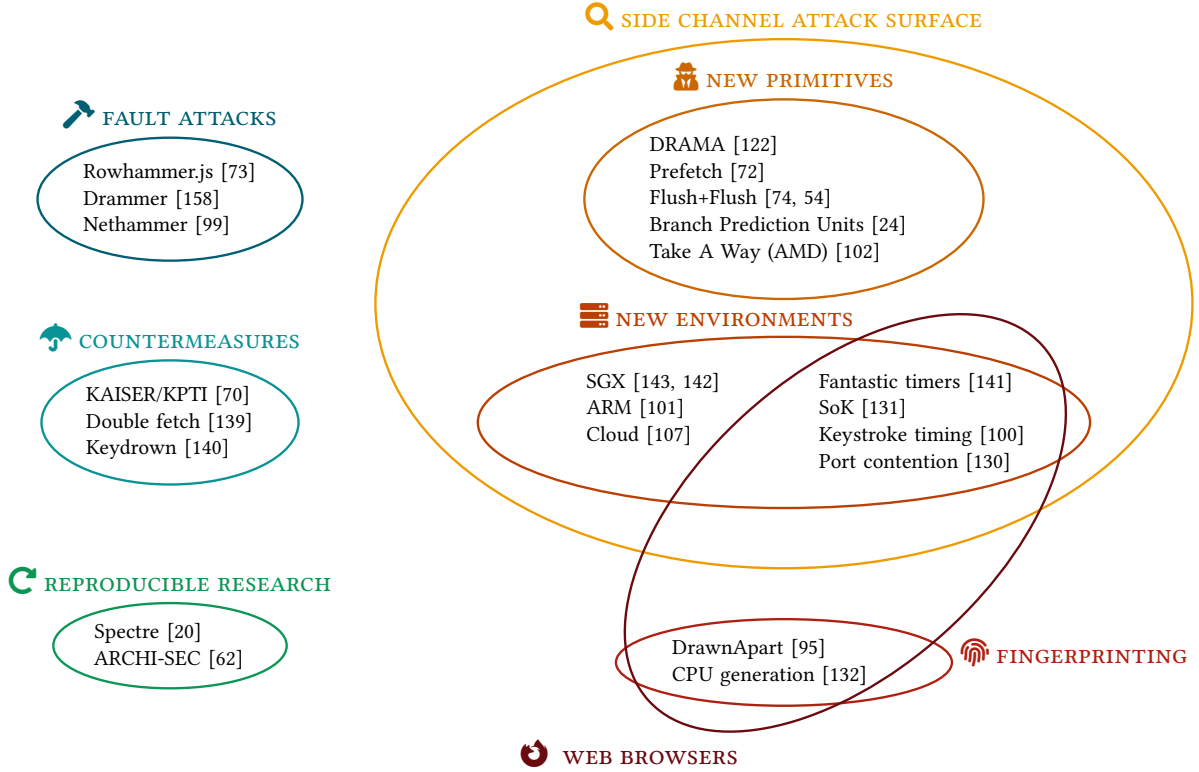 SIDE CHANNEL ATTACK SURFACE
NEW PRIMITIVES
DRAMA [122]
Prefetch [72]
Flush+Flush [74, 54]
Branch Prediction Units [24]
Take A Way (AMD) [102]
FAULT ATTACKS
Rowhammer.js [73]
Drammer [158]
Nethammer [99]
NEW ENVIRONMENTS
SGX [143, 142]
ARM [101]
Cloud [107]
Fantastic timers [141]
SoK [131]
Keystroke timing [100]
Port contention [130]
COUNTERMEASURES
KAISER/KPTI [70]
Double fetch [139]
Keydrown [140]
REPRODUCIBLE RESEARCH
Spectre [20]
ARCHI-SEC [62]
DrawnApart [95]
CPU generation [132]
FINGERPRINTING
WEB BROWSERS